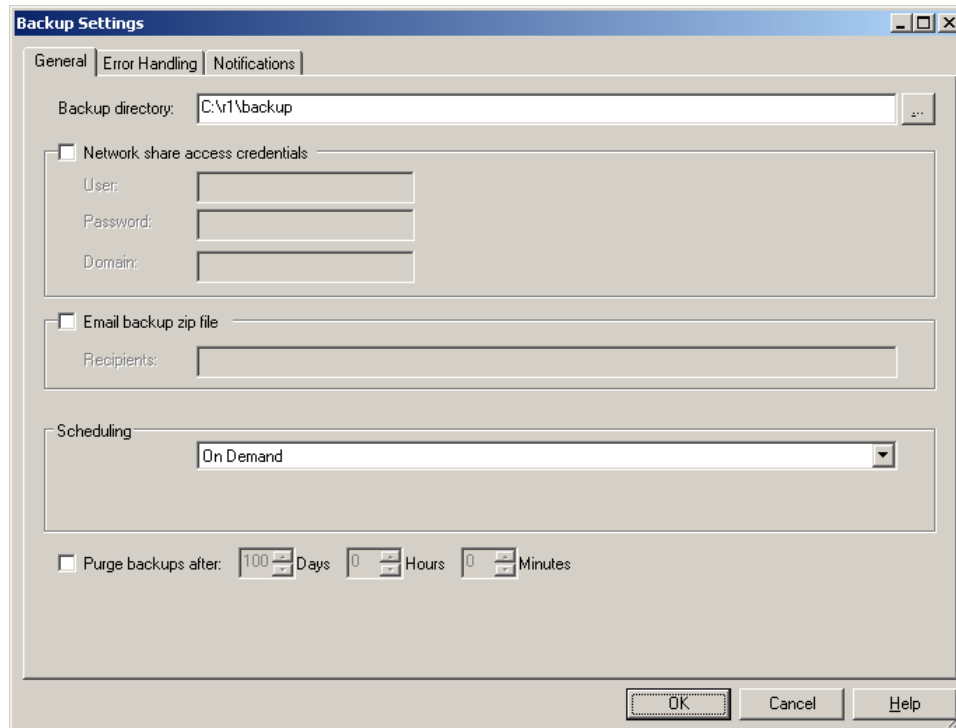 Backup Settings
General Error Handling Notifications
Backup directory: C:\r1\backup ...
Network share access credentials
User:
Password:
Domain:
Email backup zip file
Recipients:
Scheduling
On Demand
Purge backups after: 100 Days 0 Hours 0 Minutes
OK Cancel Help